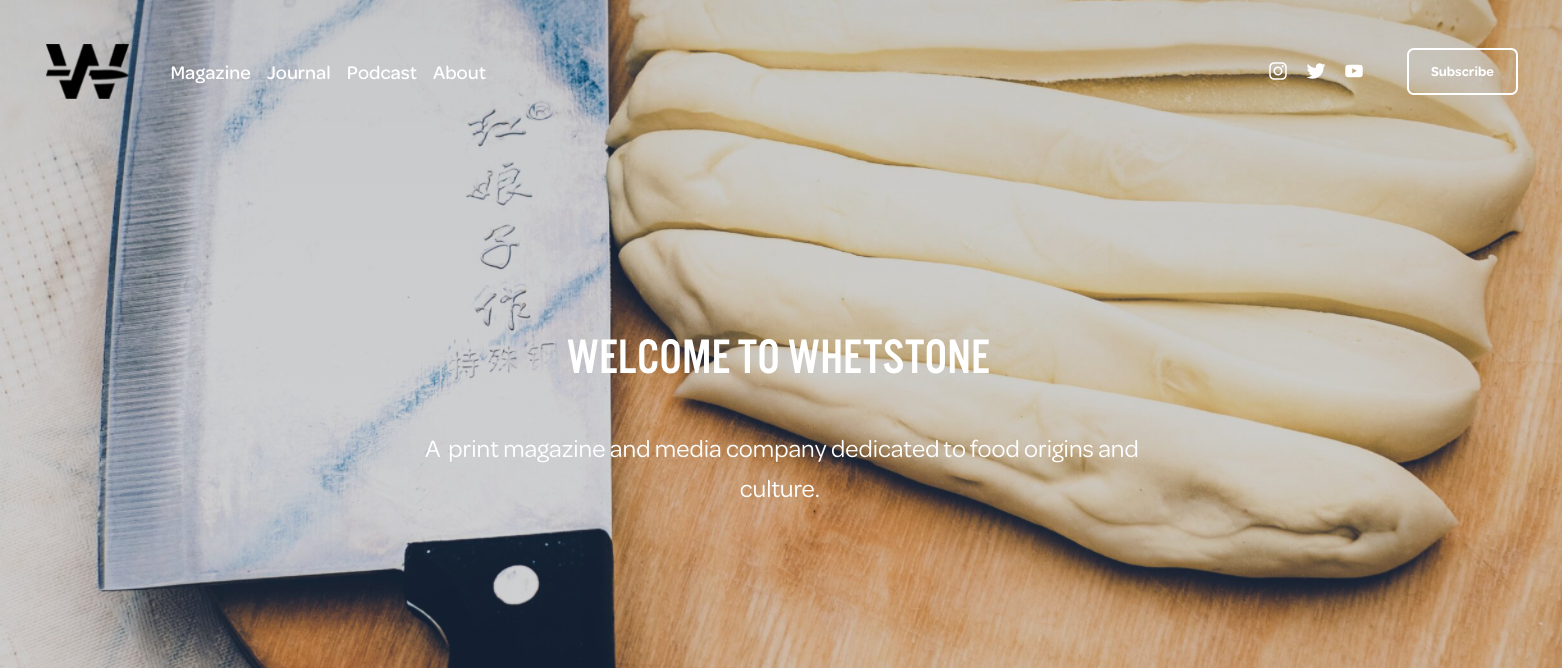 W
Magazine Journal Podcast About
Subscribe
红®
娘
子
作
特殊钢
WELCOME TO WHETSTONE
A print magazine and media company dedicated to food origins and
culture.